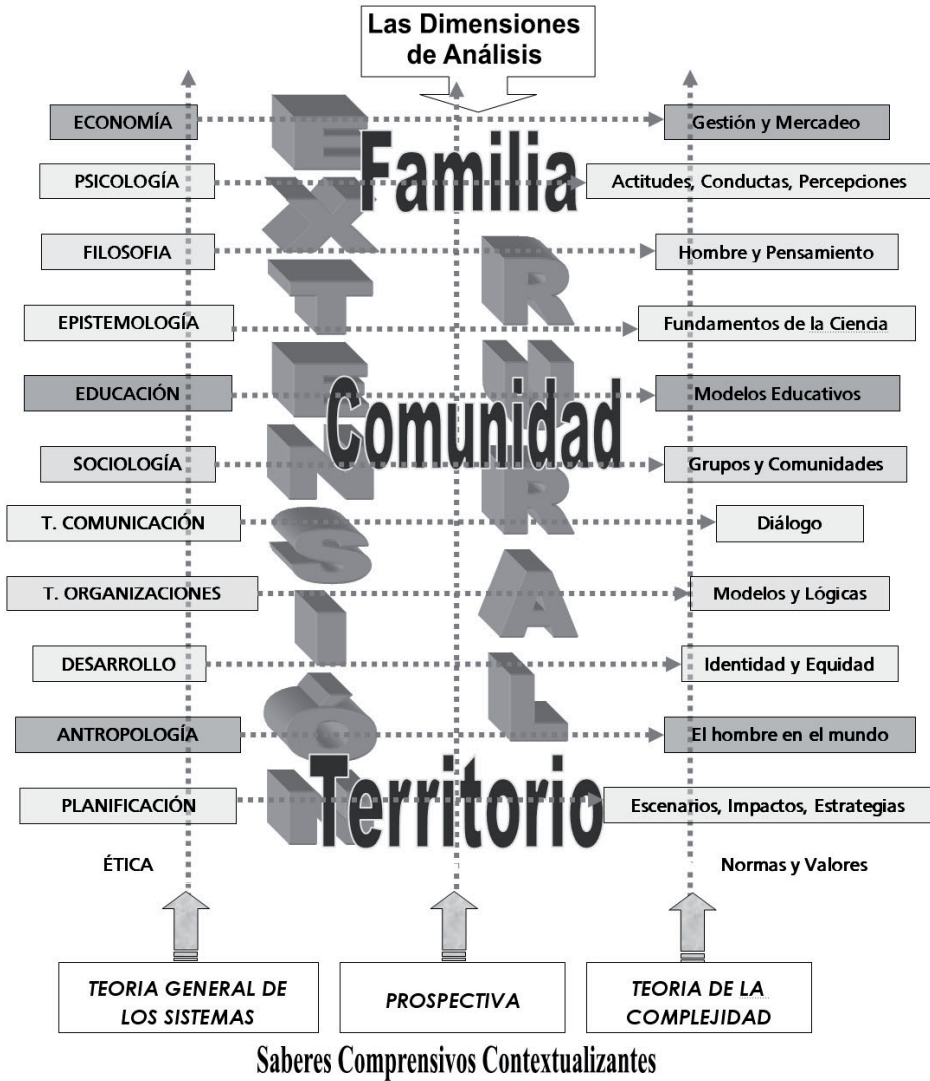 Las Dimensiones
de Análisis
ECONOMÍA
Gestión y Mercadeo
Familia
PSICOLOGÍA
Actitudes, Conductas, Percepciones
FILOSOFIA
Hombre y Pensamiento
EPISTEMOLOGÍA
Fundamentos de la Ciencia
EDUCACIÓN
Modelos Educativos
Comunidad
SOCIOLOGÍA
Grupos y Comunidades
T. COMUNICACIÓN
Diálogo
T. ORGANIZACIONES
Modelos y Lógicas
DESARROLLO
Identidad y Equidad
ANTROPOLOGÍA
El hombre en el mundo
PLANIFICACIÓN
Territorio
Escenarios, Impactos, Estrategias
ÉTICA
Normas y Valores
EXTENSIÓN
RURAL
TEORIA GENERAL DE
LOS SISTEMAS
PROSPECTIVA
TEORIA DE LA
COMPLEJIDAD
Saberes Comprensivos Contextualizantes